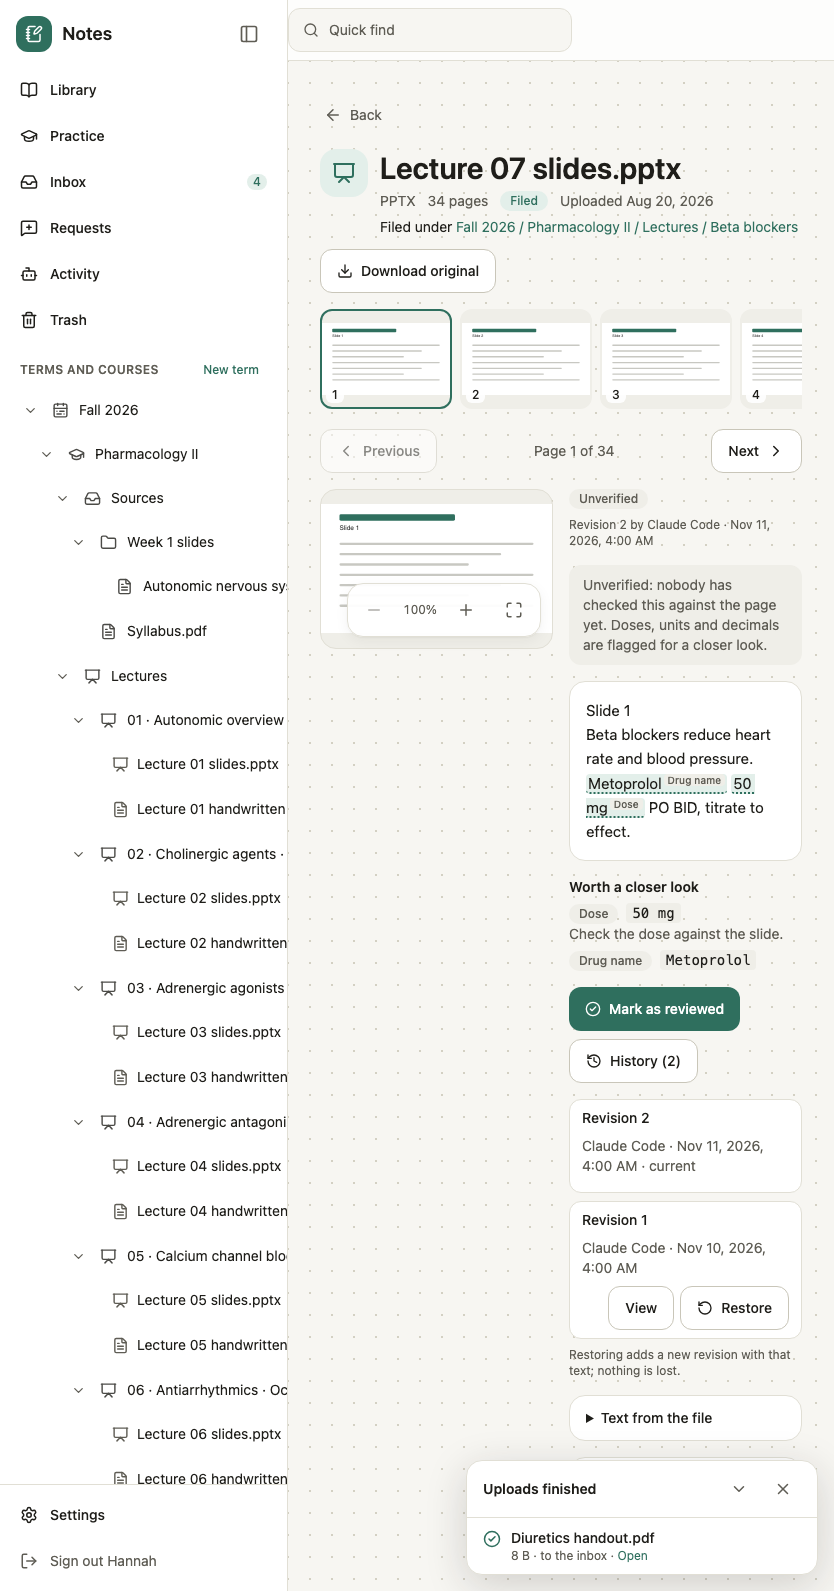 Notes
Library
Practice
Inbox 4
Requests
Activity
Trash
TERMS AND COURSES New term
Fall 2026
Pharmacology II
Sources
Week 1 slides
Autonomic nervous sys
Syllabus.pdf
Lectures
01 · Autonomic overview
Lecture 01 slides.pptx
Lecture 01 handwritten
02 · Cholinergic agents ·
Lecture 02 slides.pptx
Lecture 02 handwritten
03 · Adrenergic agonists
Lecture 03 slides.pptx
Lecture 03 handwritten
04 · Adrenergic antagoni
Lecture 04 slides.pptx
Lecture 04 handwritten
05 · Calcium channel blo
Lecture 05 slides.pptx
Lecture 05 handwritten
06 · Antiarrhythmics · Oc
Lecture 06 slides.pptx
Lecture 06 handwritten
Settings
Sign out Hannah
Quick find
Back
Lecture 07 slides.pptx
PPTX 34 pages Filed Uploaded Aug 20, 2026
Filed under Fall 2026 / Pharmacology II / Lectures / Beta blockers
Download original
Slide 1
1
Slide 2
2
Slide 3
3
Slide 4
4
Previous Page 1 of 34 Next
Slide 1
100%
Unverified
Revision 2 by Claude Code · Nov 11,
2026, 4:00 AM
Unverified: nobody has
checked this against the page
yet. Doses, units and decimals
are flagged for a closer look.
Slide 1
Beta blockers reduce heart
rate and blood pressure.
Metoprolol Drug name 50
mg Dose PO BID, titrate to
effect.
Worth a closer look
Dose 50 mg
Check the dose against the slide.
Drug name Metoprolol
Mark as reviewed
History (2)
Revision 2
Claude Code · Nov 11, 2026,
4:00 AM · current
Revision 1
Claude Code · Nov 10, 2026,
4:00 AM
View Restore
Restoring adds a new revision with that
text; nothing is lost.
Text from the file
Uploads finished
Diuretics handout.pdf
8 B · to the inbox · Open